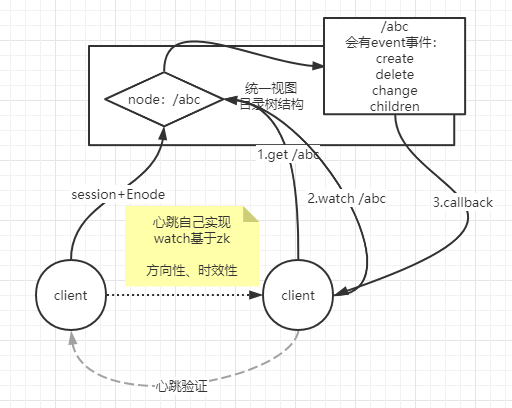 /abc
会有event事件：
create
delete
change
children
统一视图
目录树结构
node：/abc
1.get /abc
session+Enode
2.watch /abc
3.callback
心跳自己实现
watch基于zk
方向性、时效性
client
client
心跳验证